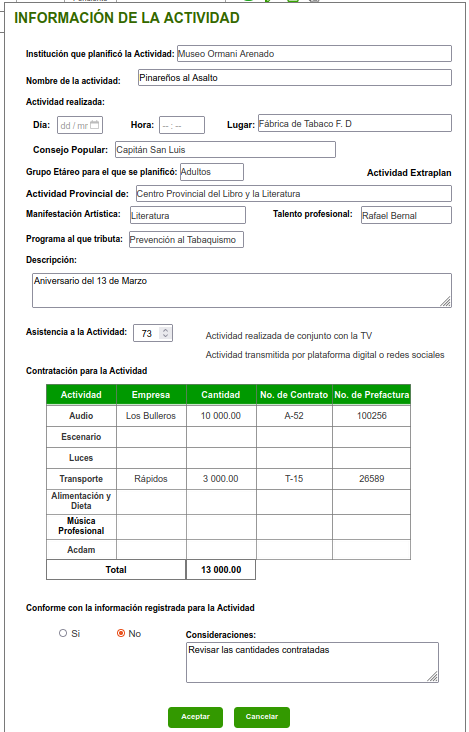 INFORMACIÓN DE LA ACTIVIDAD
Institución que planificó la Actividad: Museo Ormani Arenado
Nombre de la actividad: Pinareños al Asalto
Actividad realizada:
Día: dd / mr Hora: -- : -- Lugar: Fábrica de Tabaco F. D
Consejo Popular: Capitán San Luis
Grupo Etáreo para el que se planificó: Adultos Actividad Extraplan
Actividad Provincial de: Centro Provincial del Libro y la Literatura
Manifestación Artística: Literatura Talento profesional: Rafael Bernal
Programa al que tributa: Prevención al Tabaquismo
Descripción:
Aniversario del 13 de Marzo
Asistencia a la Actividad: 73 Actividad realizada de conjunto con la TV
Actividad transmitida por plataforma digital o redes sociales
Contratación para la Actividad
Actividad Empresa Cantidad No. de Contrato No. de Prefactura
Audio Los Bulleros 10 000.00 A-52 100256
Escenario
Luces
Transporte Rápidos 3 000.00 T-15 26589
Alimentación y
Dieta
Música
Profesional
Acdam
Total 13 000.00
Conforme con la información registrada para la Actividad
Si No Consideraciones:
Revisar las cantidades contratadas
Aceptar Cancelar